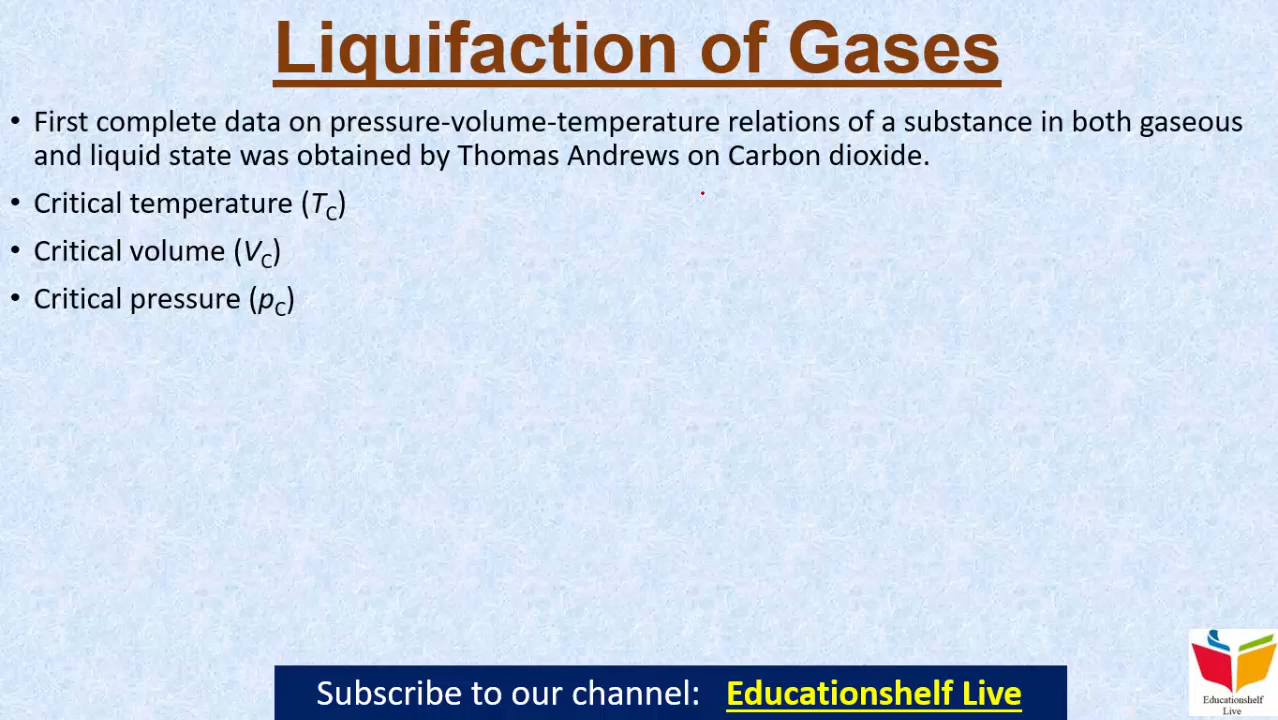 Liquifaction of Gases
• First complete data on pressure-volume-temperature relations of a substance in both gaseous
and liquid state was obtained by Thomas Andrews on Carbon dioxide.
• Critical temperature (TC)
• Critical volume (VC)
• Critical pressure (pC)
Subscribe to our channel: Educationshelf Live
Educationshelf
Live